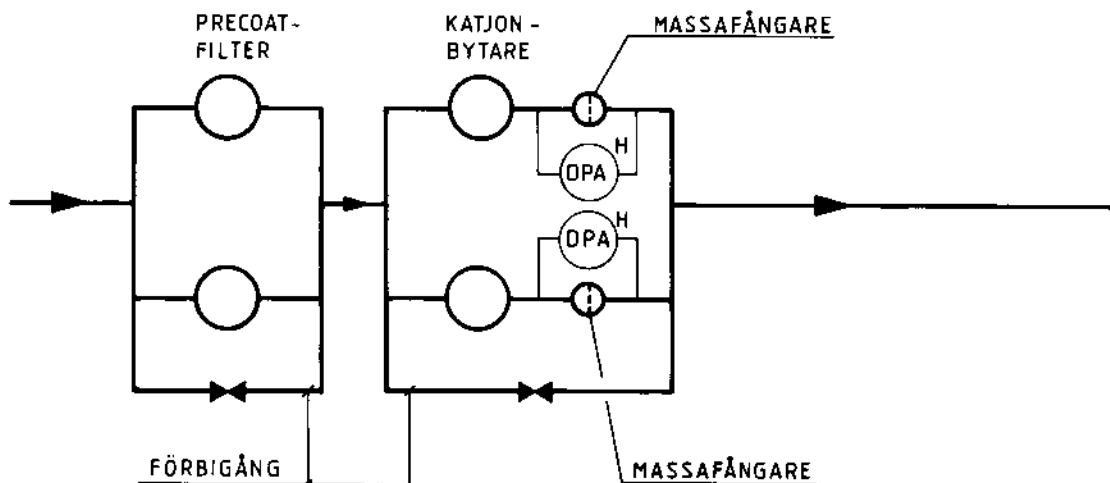 PRECOAT-
FILTER
KATJON-
BYTARE
MASSAFÅNGARE
H
DPA
H
DPA
FÖRBIGÅNG
MASSAFÅNGARE